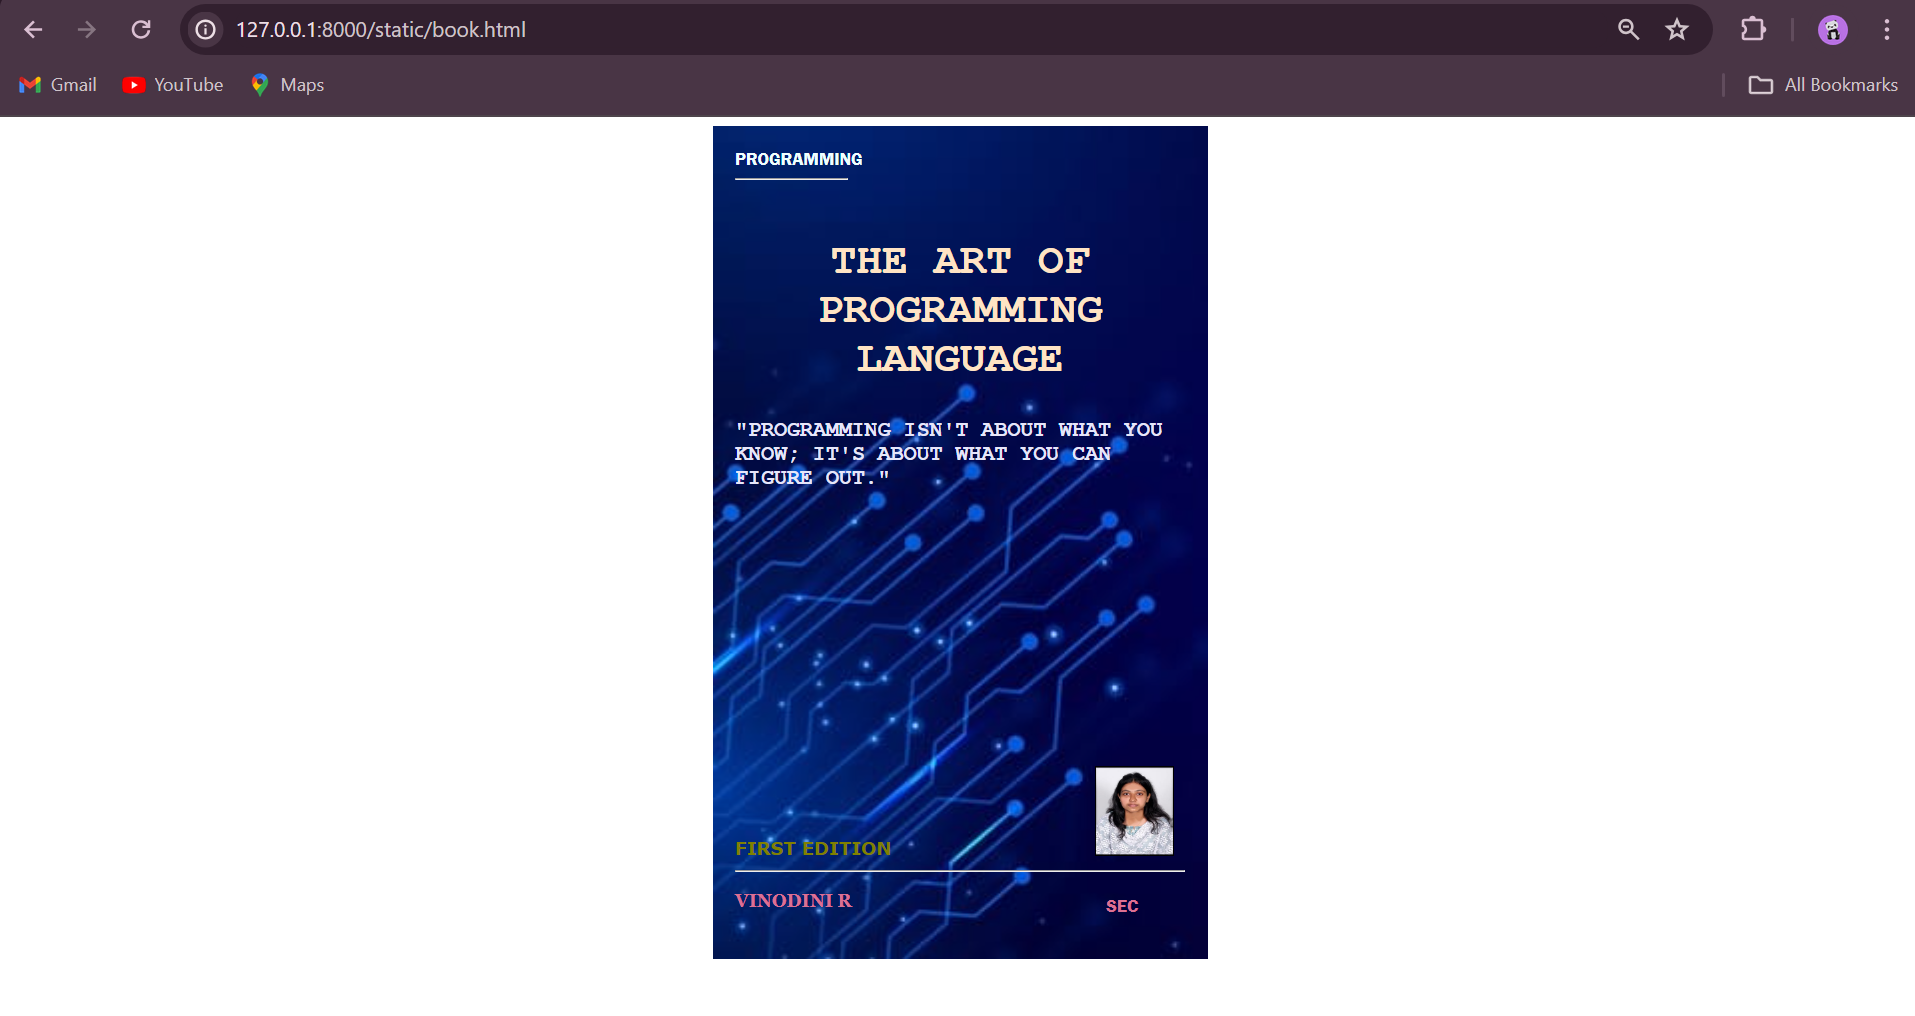 127.0.0.1:8000/static/book.html
Gmail YouTube Maps All Bookmarks
PROGRAMMING
THE ART OF
PROGRAMMING
LANGUAGE
"PROGRAMMING ISN'T ABOUT WHAT YOU
KNOW; IT'S ABOUT WHAT YOU CAN
FIGURE OUT."
FIRST EDITION
VINODINI R
SEC